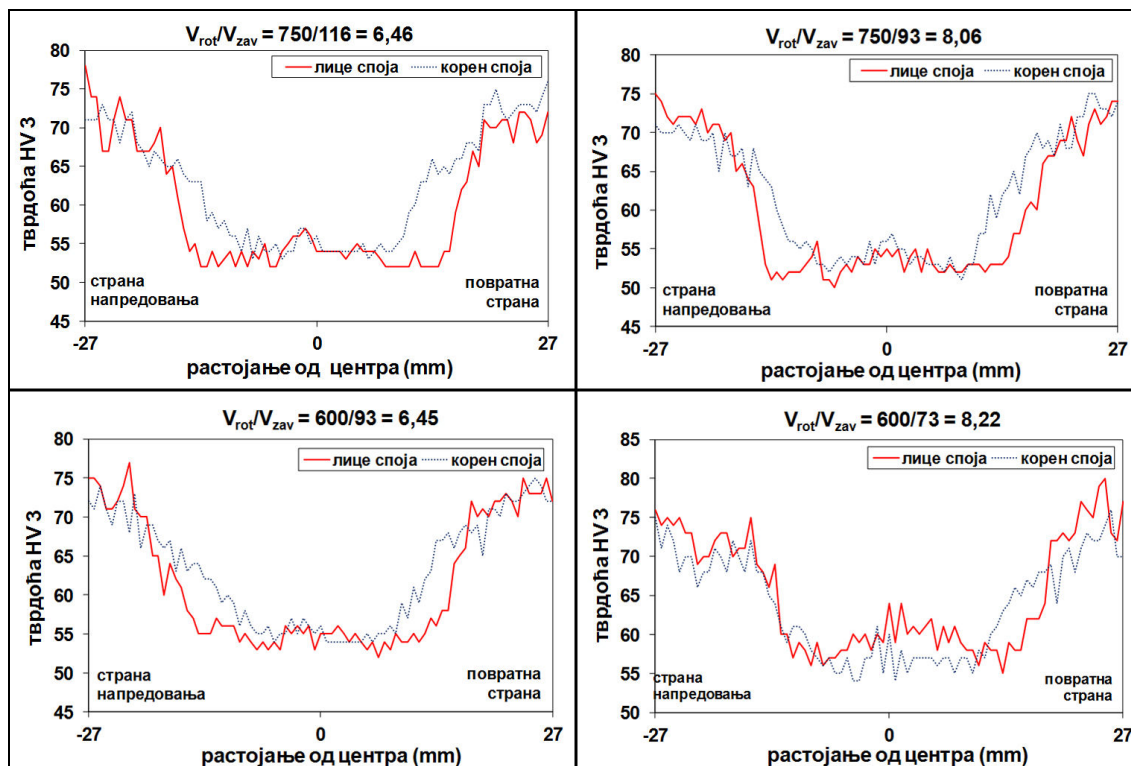 Vrot/Vzav = 750/116 = 6,46
лице споја корен споја
80
75
70
65
60
55
50
45
тврдоћа HV 3
страна
напредовања
повратна
страна
-27 0 27
растојање од центра (mm)
Vrot/Vzav = 750/93 = 8,06
лице споја корен споја
80
75
70
65
60
55
50
45
тврдоћа HV 3
страна
напредовања
повратна
страна
-27 0 27
растојање од центра (mm)
Vrot/Vzav = 600/93 = 6,45
лице споја корен споја
80
75
70
65
60
55
50
45
тврдоћа HV 3
страна
напредовања
повратна
страна
-27 0 27
растојање од центра (mm)
Vrot/Vzav = 600/73 = 8,22
лице споја корен споја
85
80
75
70
65
60
55
50
тврдоћа HV 3
страна
напредовања
повратна
страна
-27 0 27
растојање од центра (mm)